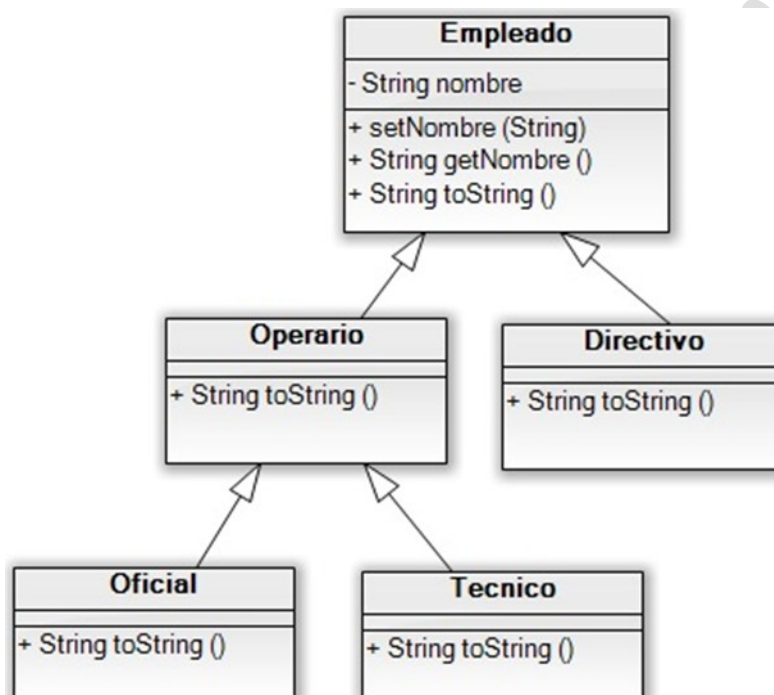 Empleado
- String nombre
+ setNombre (String)
+ String getNombre ()
+ String toString ()
Operario
+ String toString ()
Directivo
+ String toString ()
Oficial
+ String toString ()
Tecnico
+ String toString ()